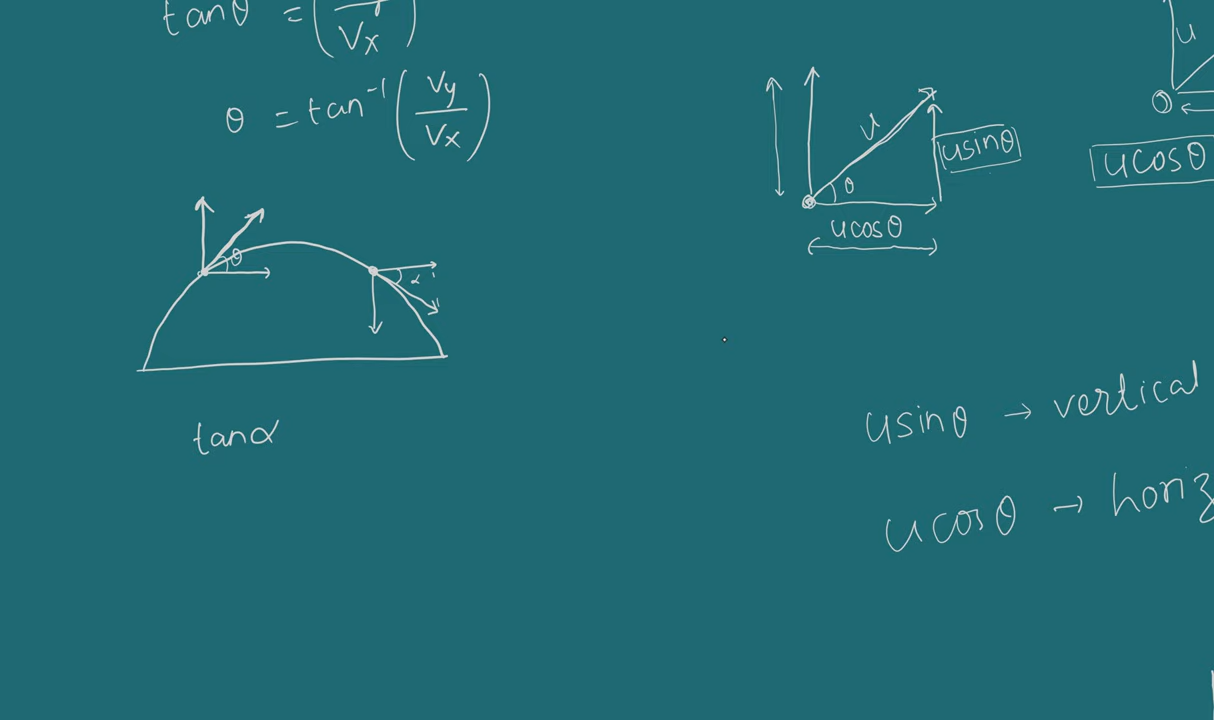 tanθ = ( / Vx )
θ = tan⁻¹ (Vy / Vx)
θ
α
tanα
u
θ
usinθ
ucosθ
u
ucosθ
usinθ → vertical
ucosθ → horiz